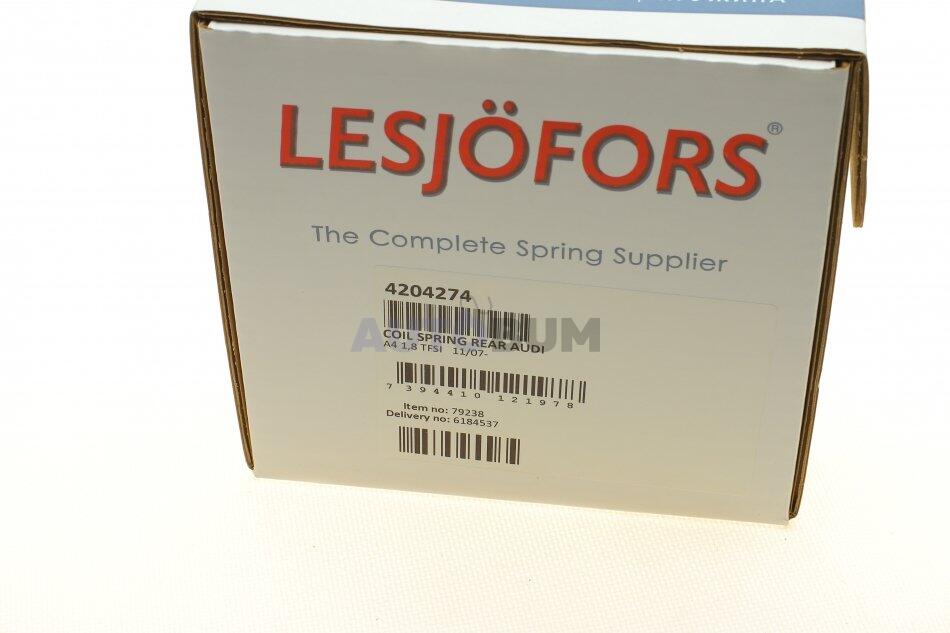 LESJÖFORS®
The Complete Spring Supplier
4204274
AUTOBUM
COIL SPRING REAR AUDI
A4 1,8 TFSI 11/07-
7 394410 121978
Item no: 79238
Delivery no: 6184537